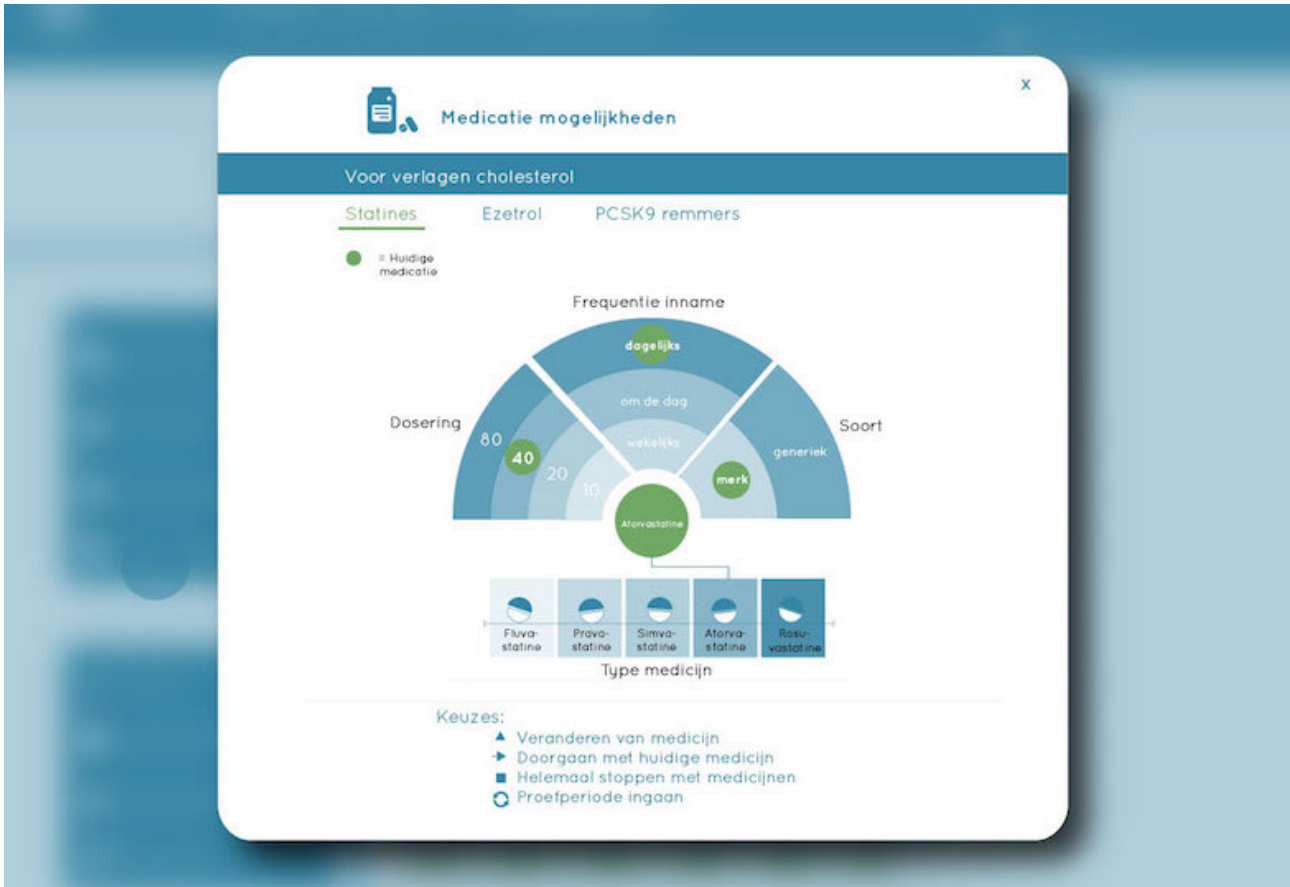 x
Medicatie mogelijkheden
Voor verlagen cholesterol
Statines Ezetrol PCSK9 remmers
= Huidige
medicatie
Frequentie inname
dagelijks
om de dag
wekelijks
Dosering
80
40
20
10
Soort
generiek
merk
Atorvastatine
Fluva-
statine
Prava-
statine
Simva-
statine
Atorva-
statine
Rosu-
vastatine
Type medicijn
Keuzes:
Veranderen van medicijn
Doorgaan met huidige medicijn
Helemaal stoppen met medicijnen
Proefperiode ingaan